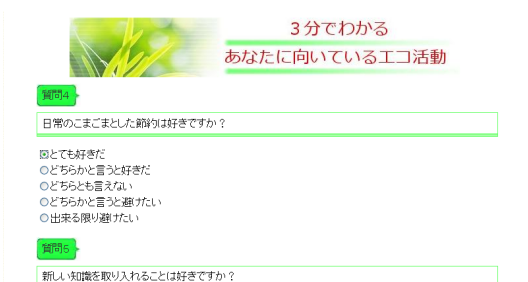 3分でわかる
あなたに向いているエコ活動
質問4
日常のこまごまとした節約は好きですか?
とても好きだ
どちらかと言うと好きだ
どちらとも言えない
どちらかと言うと避けたい
出来る限り避けたい
質問5
新しい知識を取り入れることは好きですか?